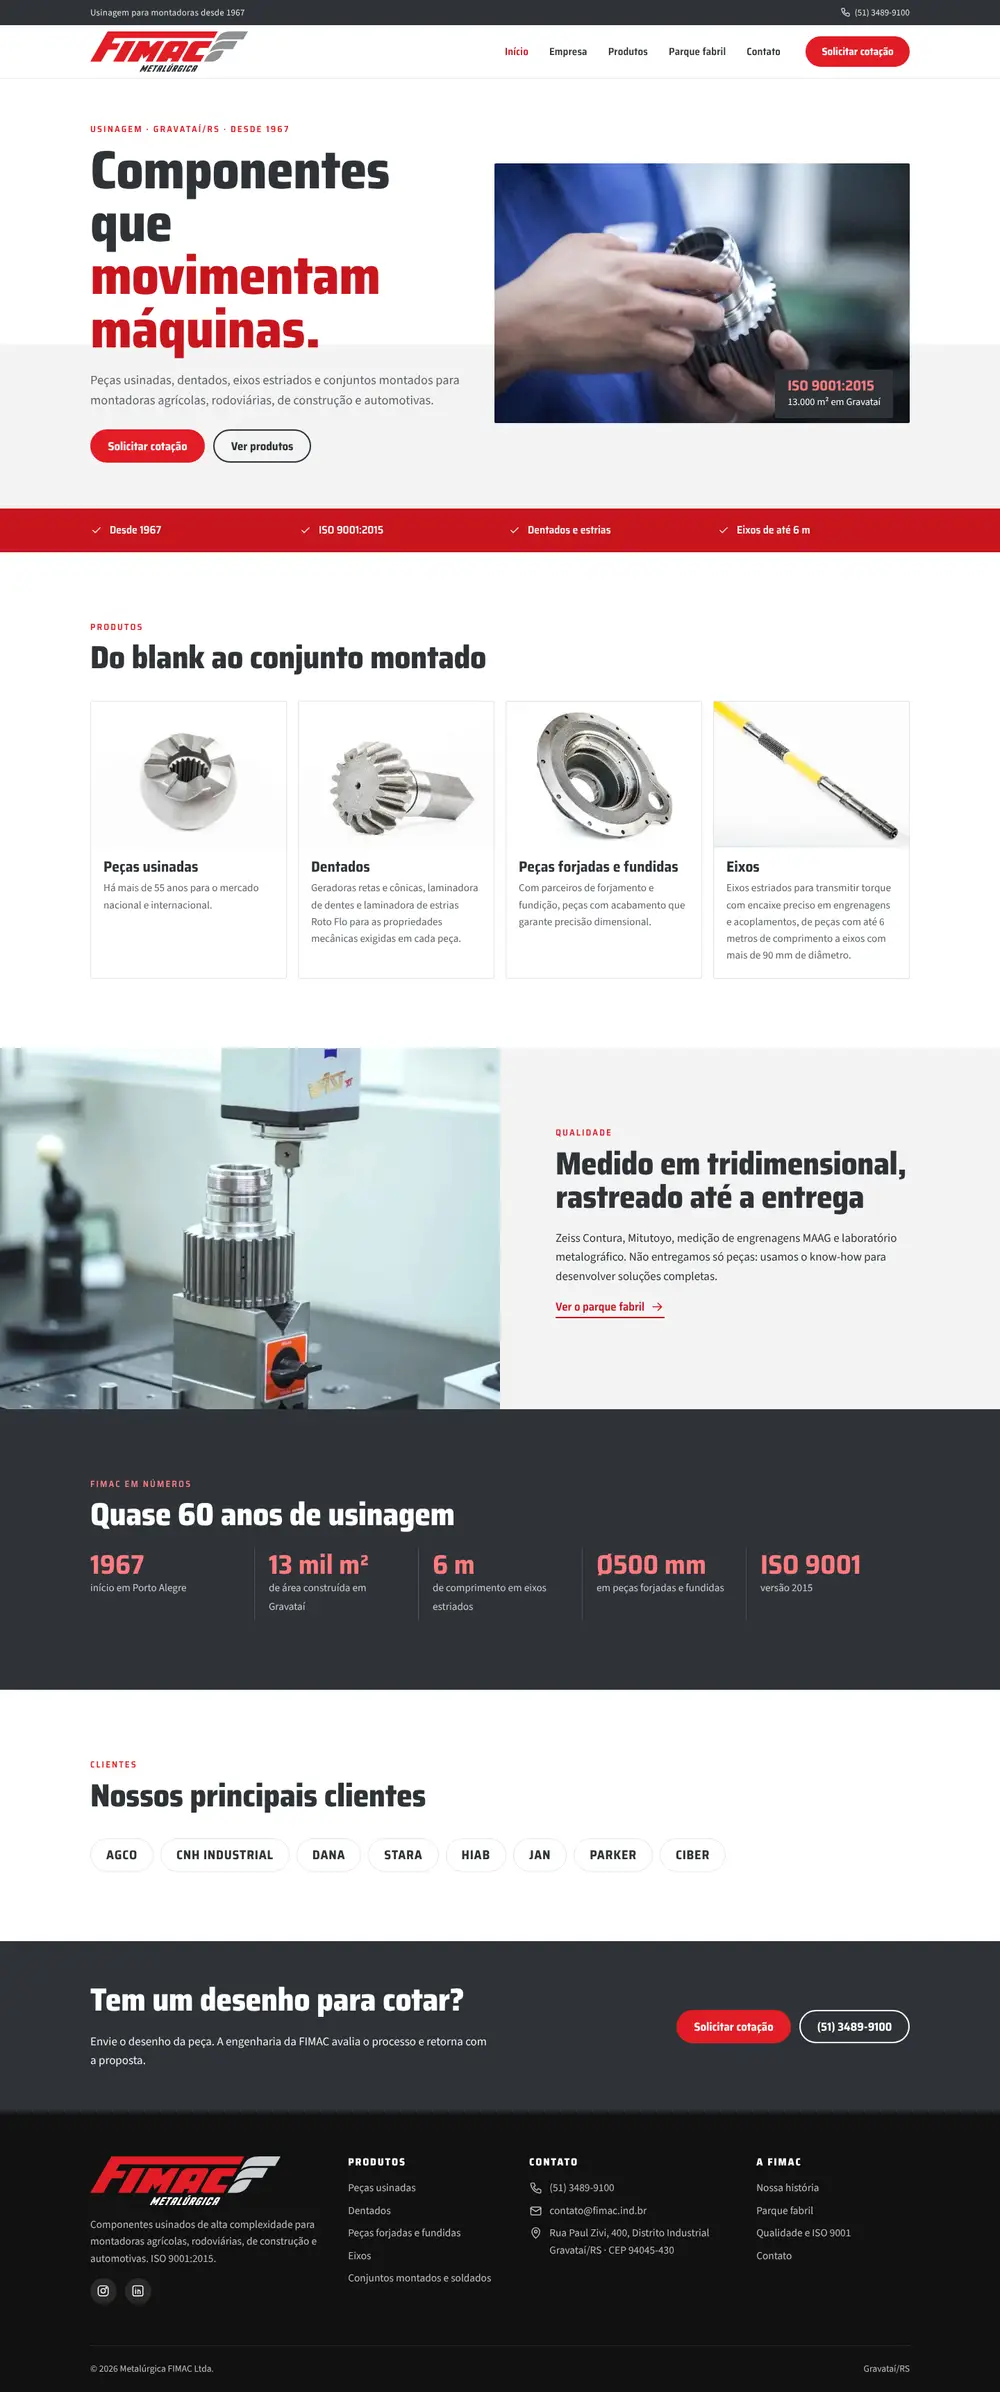 Usinagem para montadoras desde 1967
(51) 3489-9100
FIMAC
METALÚRGICA
Início
Empresa
Produtos
Parque fabril
Contato
Solicitar cotação
USINAGEM · GRAVATAÍ/RS · DESDE 1967
Componentes
que
movimentam
máquinas.
Peças usinadas, dentados, eixos estriados e conjuntos montados para
montadoras agrícolas, rodoviárias, de construção e automotivas.
Solicitar cotação
Ver produtos
ISO 9001:2015
13.000 m² em Gravataí
Desde 1967
ISO 9001:2015
Dentados e estrias
Eixos de até 6 m
PRODUTOS
Do blank ao conjunto montado
Peças usinadas
Há mais de 55 anos para o mercado
nacional e internacional.
Dentados
Geradoras retas e cônicas, laminadora
de dentes e laminadora de estrias
Roto Flo para as propriedades
mecânicas exigidas em cada peça.
Peças forjadas e fundidas
Com parceiros de forjamento e
fundição, peças com acabamento que
garante precisão dimensional.
Eixos
Eixos estriados para transmitir torque
com encaixe preciso em engrenagens
e acoplamentos, de peças com até 6
metros de comprimento a eixos com
mais de 90 mm de diâmetro.
QUALIDADE
Medido em tridimensional,
rastreado até a entrega
Zeiss Contura, Mitutoyo, medição de engrenagens MAAG e laboratório
metalográfico. Não entregamos só peças: usamos o know-how para
desenvolver soluções completas.
Ver o parque fabril
FIMAC EM NÚMEROS
Quase 60 anos de usinagem
1967
início em Porto Alegre
13 mil m²
de área construída em
Gravataí
6 m
de comprimento em eixos
estriados
Ø500 mm
em peças forjadas e fundidas
ISO 9001
versão 2015
CLIENTES
Nossos principais clientes
AGCO
CNH INDUSTRIAL
DANA
STARA
HIAB
JAN
PARKER
CIBER
Tem um desenho para cotar?
Envie o desenho da peça. A engenharia da FIMAC avalia o processo e retorna com
a proposta.
Solicitar cotação
(51) 3489-9100
FIMAC
METALÚRGICA
Componentes usinados de alta complexidade para
montadoras agrícolas, rodoviárias, de construção e
automotivas. ISO 9001:2015.
PRODUTOS
Peças usinadas
Dentados
Peças forjadas e fundidas
Eixos
Conjuntos montados e soldados
CONTATO
(51) 3489-9100
contato@fimac.ind.br
Rua Paul Zivi, 400, Distrito Industrial
Gravataí/RS · CEP 94045-430
A FIMAC
Nossa história
Parque fabril
Qualidade e ISO 9001
Contato
© 2026 Metalúrgica FIMAC Ltda.
Gravataí/RS